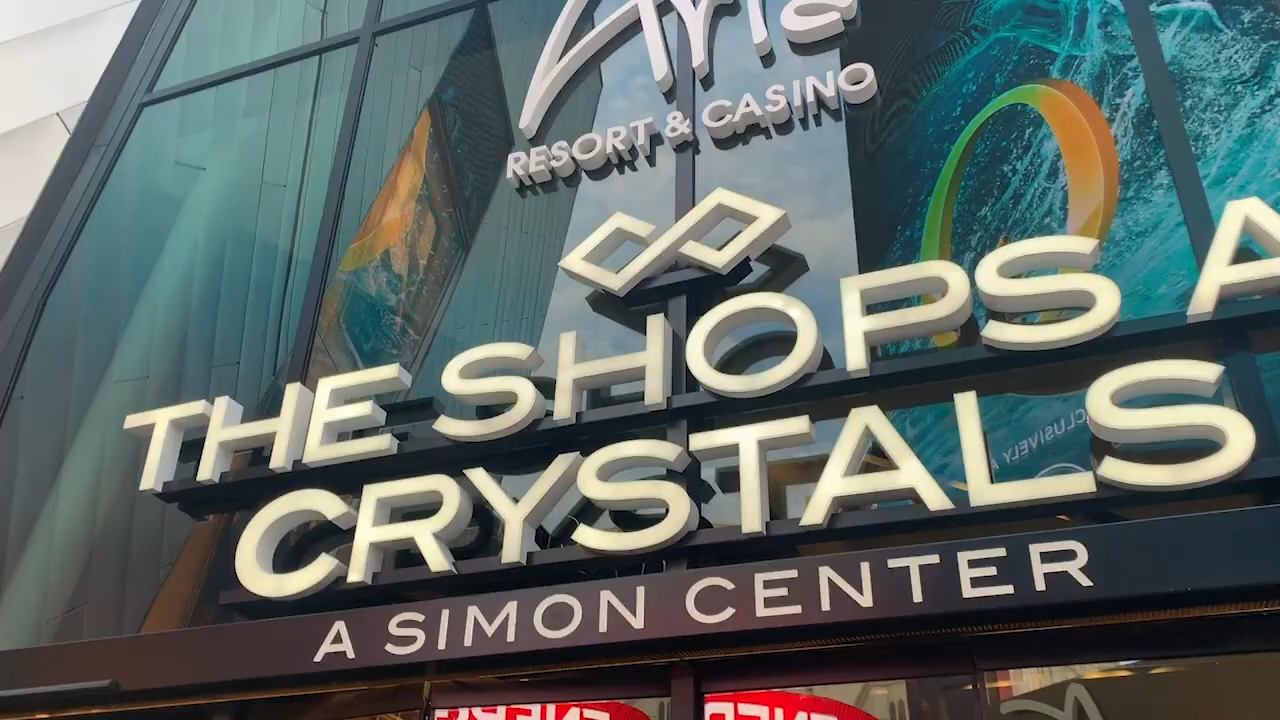 Aria
RESORT & CASINO
THE SHOPS A
CRYSTALS
A SIMON CENTER